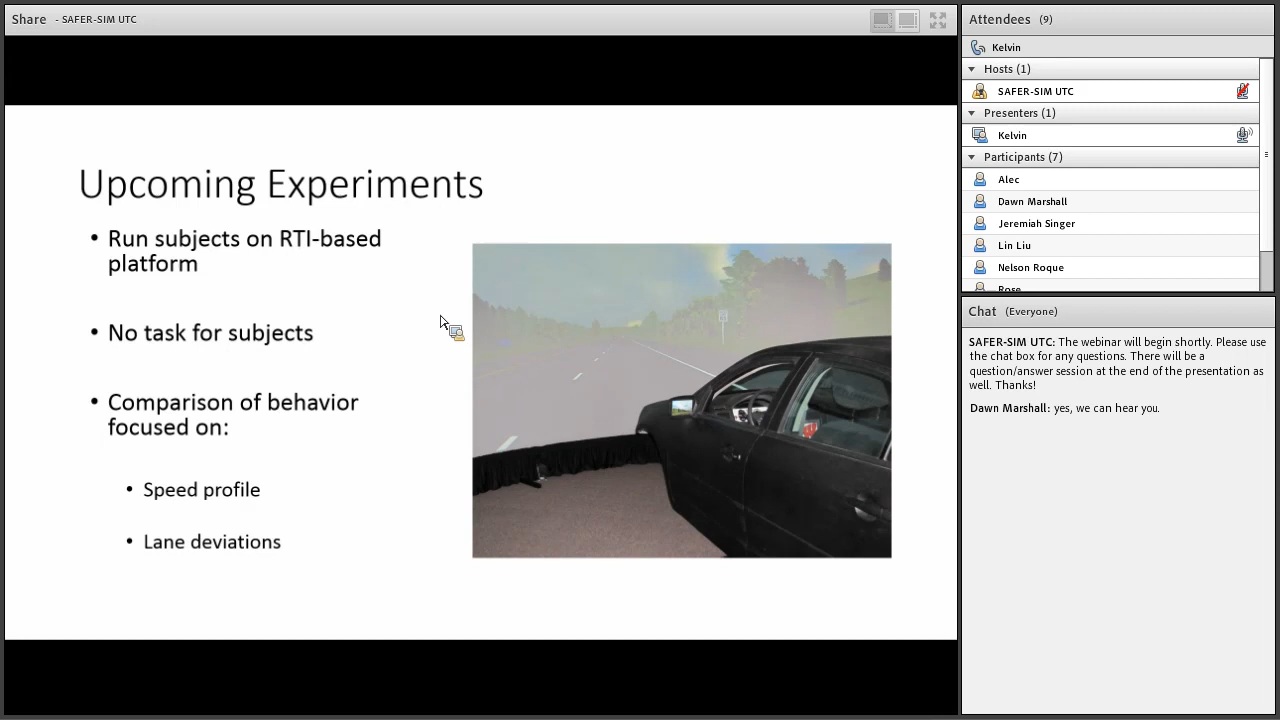 Share - SAFER-SIM UTC
Upcoming Experiments
• Run subjects on RTI-based
platform
• No task for subjects
• Comparison of behavior
focused on:
• Speed profile
• Lane deviations
Attendees (9)
Kelvin
Hosts (1)
SAFER-SIM UTC
Presenters (1)
Kelvin
Participants (7)
Alec
Dawn Marshall
Jeremiah Singer
Lin Liu
Nelson Roque
Rose
Chat (Everyone)
SAFER-SIM UTC: The webinar will begin shortly. Please use
the chat box for any questions. There will be a
question/answer session at the end of the presentation as
well. Thanks!
Dawn Marshall: yes, we can hear you.